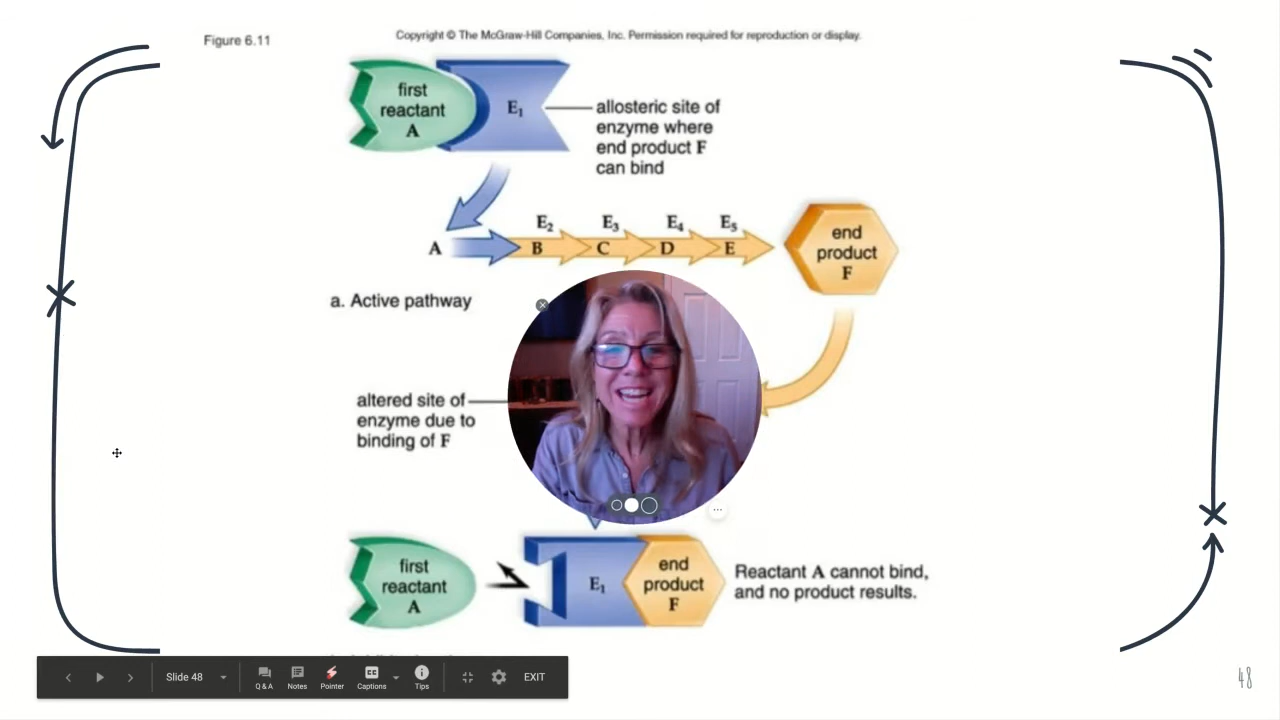 Figure 6.11
Copyright © The McGraw-Hill Companies, Inc. Permission required for reproduction or display.
first
reactant
A
E1
allosteric site of
enzyme where
end product F
can bind
E2 E3 E4 E5
A B C D E
end
product
F
a. Active pathway
altered site of
enzyme due to
binding of F
first
reactant
A
E1
end
product
F
Reactant A cannot bind,
and no product results.
Slide 48
Q & A
Notes
Pointer
CC
Captions
Tips
EXIT
48